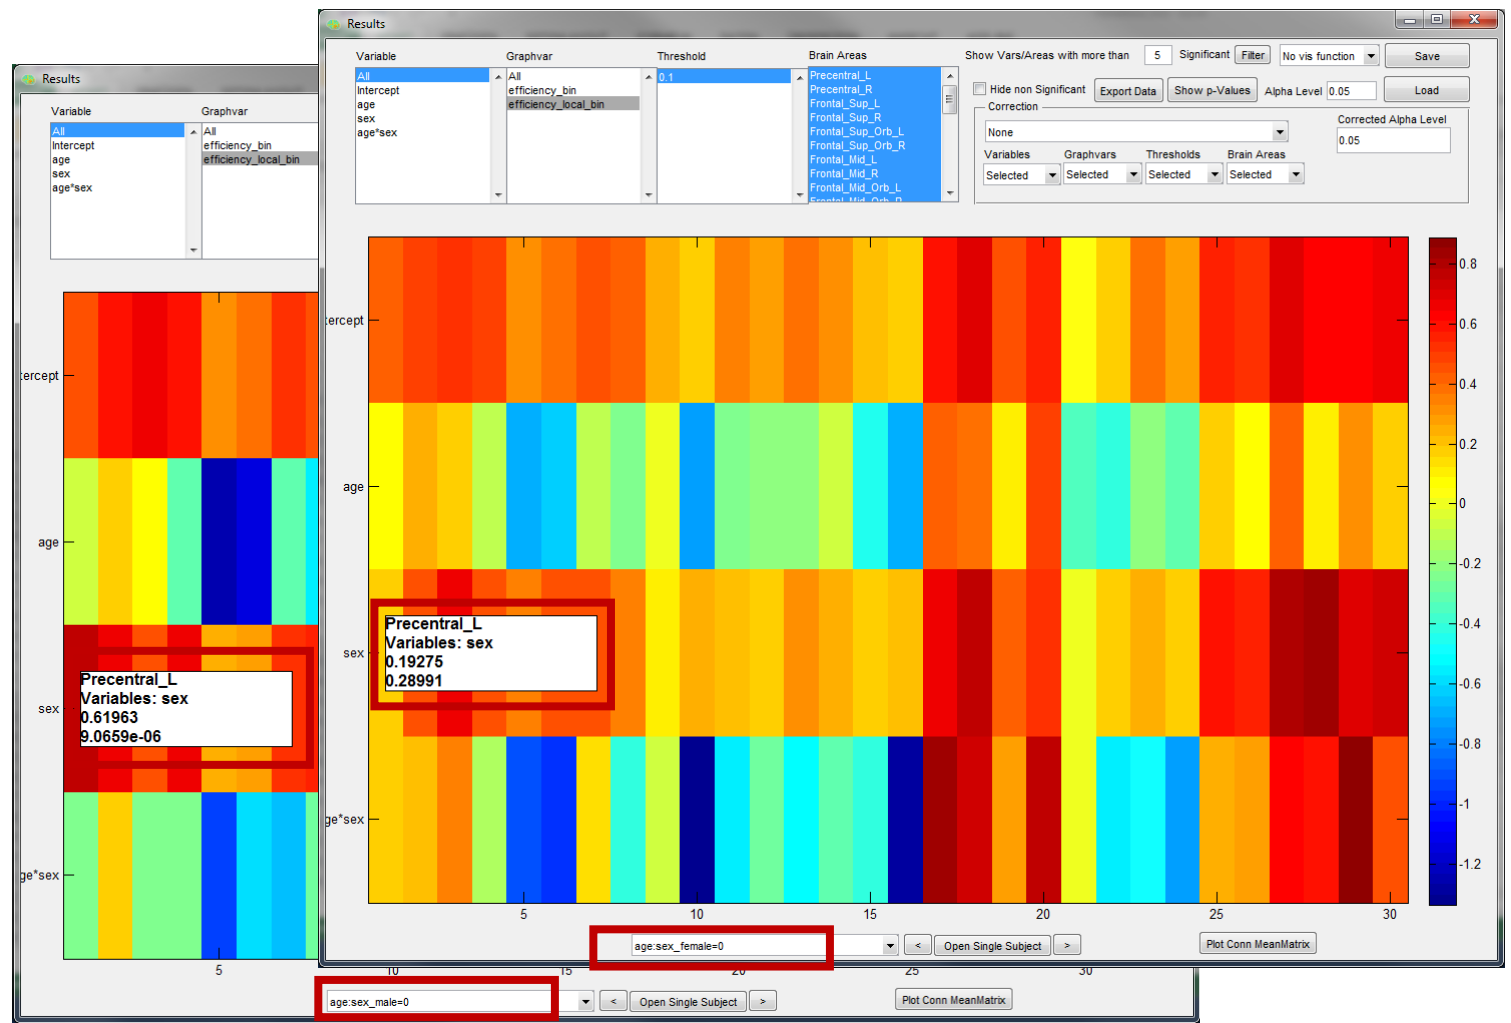 Results
Variable
Graphvar
Threshold
Brain Areas
Show Vars/Areas with more than 5 Significant Filter No vis function Save
All
Intercept
age
sex
age*sex
All
efficiency_bin
efficiency_local_bin
0.1
Precentral_L
Precentral_R
Frontal_Sup_L
Frontal_Sup_R
Frontal_Sup_Orb_L
Frontal_Sup_Orb_R
Frontal_Mid_L
Frontal_Mid_R
Frontal_Mid_Orb_L
Frontal_Mid_Orb_R
Hide non Significant Export Data Show p-Values Alpha Level 0.05 Load
Correction
None
Corrected Alpha Level
0.05
Variables Graphvars Thresholds Brain Areas
Selected Selected Selected Selected
ercept
age
sex
ge*sex
Precentral_L
Variables: sex
0.19275
0.28991
5 10 15 20 25 30
0.8
0.6
0.4
0.2
0
-0.2
-0.4
-0.6
-0.8
-1
-1.2
age:sex_female=0 < Open Single Subject > Plot Conn MeanMatrix
Results
Variable
Graphvar
All
Intercept
age
sex
age*sex
All
efficiency_bin
efficiency_local_bin
ercept
age
sex
ge*sex
Precentral_L
Variables: sex
0.61963
9.0659e-06
5 10 15 20 25 30
age:sex_male=0 < Open Single Subject > Plot Conn MeanMatrix